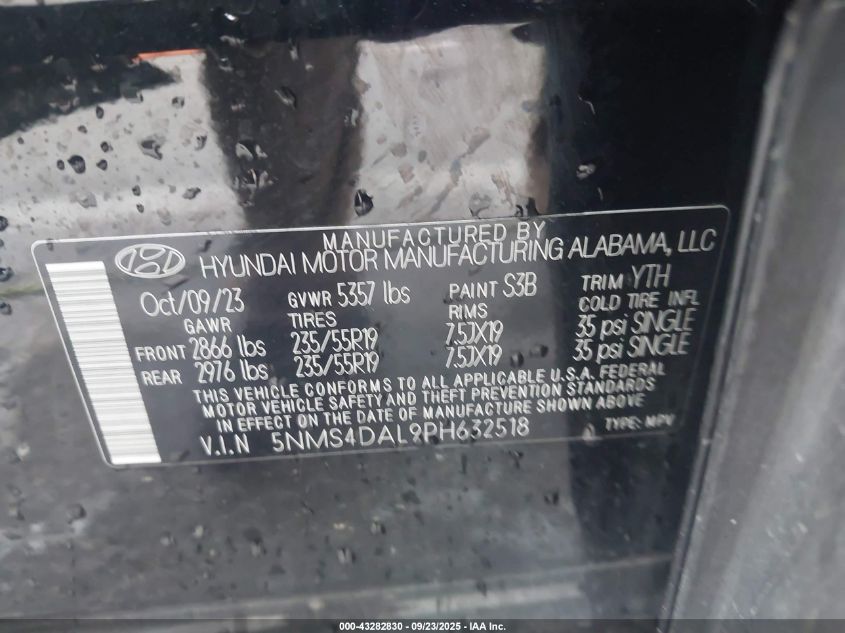 MANUFACTURED BY
HYUNDAI MOTOR MANUFACTURING ALABAMA, LLC
Oct/09/23 GVWR 5357 lbs PAINT S3B TRIM YTH
GAWR TIRES RIMS COLD TIRE INFL
FRONT 2866 lbs 235/55R19 7.5JX19 35 psi SINGLE
REAR 2976 lbs 235/55R19 7.5JX19 35 psi SINGLE
THIS VEHICLE CONFORMS TO ALL APPLICABLE U.S.A. FEDERAL
MOTOR VEHICLE SAFETY AND THEFT PREVENTION STANDARDS
IN EFFECT ON THE DATE OF MANUFACTURE SHOWN ABOVE
V.I.N 5NMS4DAL9PH632518 TYPE: MPV
000-43282830 - 09/23/2025 - IAA Inc.